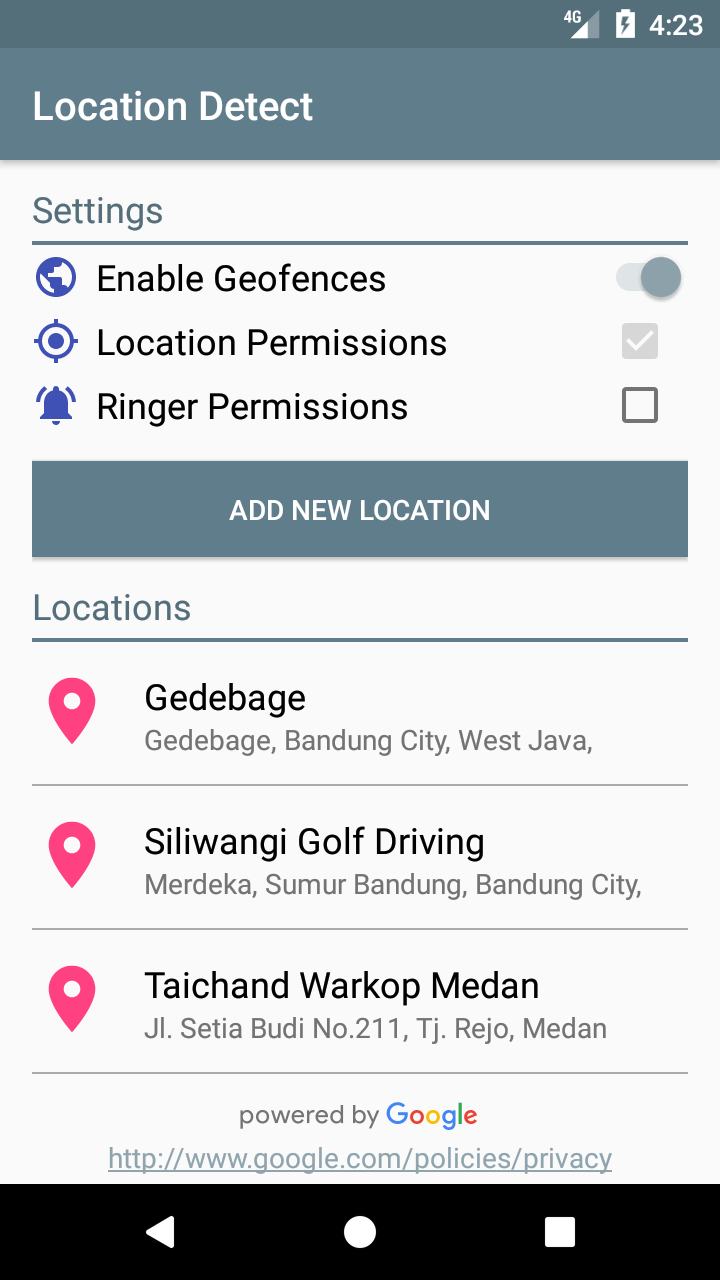 4G 4:23
Location Detect
Settings
Enable Geofences
Location Permissions
Ringer Permissions
ADD NEW LOCATION
Locations
Gedebage
Gedebage, Bandung City, West Java,
Siliwangi Golf Driving
Merdeka, Sumur Bandung, Bandung City,
Taichand Warkop Medan
Jl. Setia Budi No.211, Tj. Rejo, Medan
powered by Google
http://www.google.com/policies/privacy